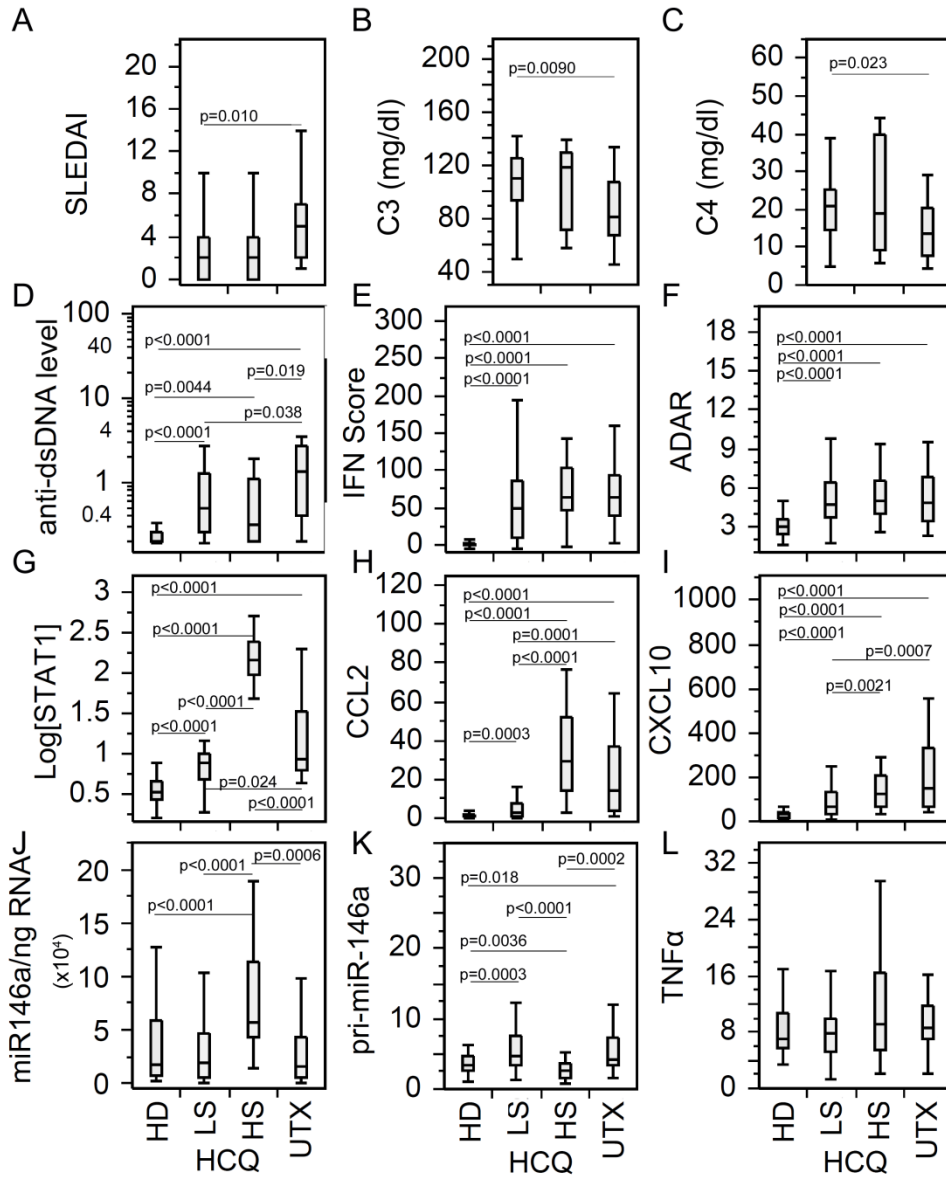 A
SLEDAI
22
20
16
12
8
4
0
p=0.010
B
C3 (mg/dl)
200
160
120
80
40
p=0.0090
C
C4 (mg/dl)
60
50
40
30
20
10
0
p=0.023
D
anti-dsDNA level
100
40
10
4
1
0.4
p<0.0001
p=0.019
p=0.0044
p=0.038
p<0.0001
E
IFN Score
300
250
200
150
100
50
0
p<0.0001
p<0.0001
p<0.0001
F
ADAR
18
15
12
9
6
3
p<0.0001
p<0.0001
p<0.0001
G
Log[STAT1]
3
2.5
2
1.5
1
0.5
p<0.0001
p<0.0001
p<0.0001
p<0.0001
p=0.024
p<0.0001
H
CCL2
120
100
80
60
40
20
0
p<0.0001
p<0.0001
p=0.0001
p<0.0001
p=0.0003
I
CXCL10
1000
800
600
400
200
0
p<0.0001
p<0.0001
p<0.0001
p=0.0007
p=0.0021
J
miR146a/ng RNA
(x10⁴)
20
15
10
5
0
p=0.0006
p<0.0001
p<0.0001
K
pri-miR-146a
30
25
20
15
10
5
0
p=0.0002
p=0.018
p<0.0001
p=0.0036
p=0.0003
L
TNFα
32
28
24
20
16
12
8
4
0
HD
LS
HS
UTX
HCQ
HD
LS
HS
UTX
HCQ
HD
LS
HS
UTX
HCQ